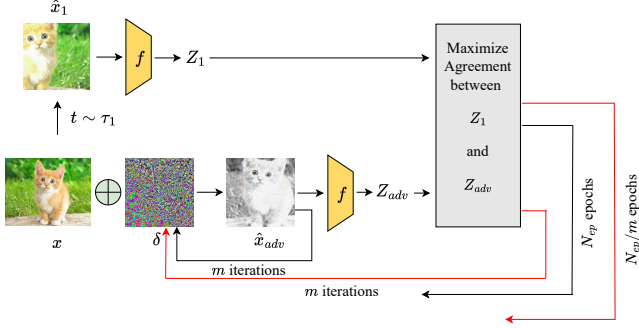 x̂₁
f
Z₁
t ∼ τ₁
Maximize
Agreement
between
Z₁
and
Z_adv
x
δ
x̂_adv
f
Z_adv
m iterations
m iterations
N_ep epochs
N_ep/m epochs